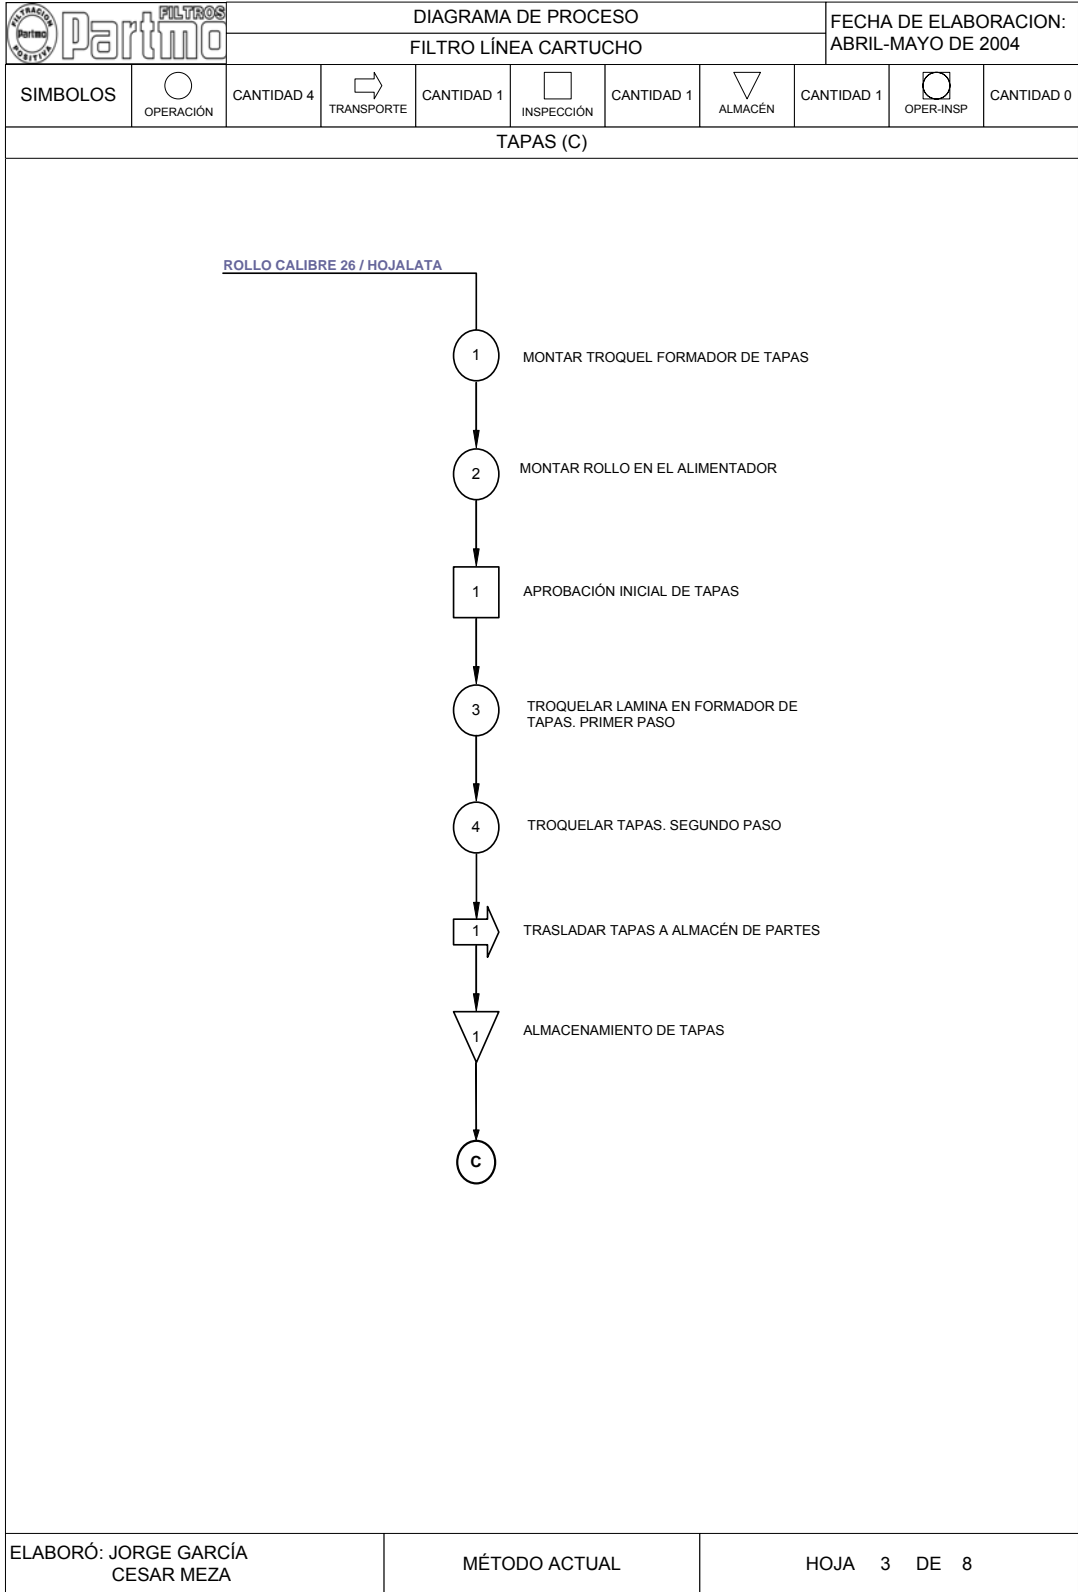 FILTRACION
Partmo
POSITIVA
FILTROS
Partmo
DIAGRAMA DE PROCESO
FILTRO LÍNEA CARTUCHO
FECHA DE ELABORACION:
ABRIL-MAYO DE 2004
SIMBOLOS
OPERACIÓN
CANTIDAD 4
TRANSPORTE
CANTIDAD 1
INSPECCIÓN
CANTIDAD 1
ALMACÉN
CANTIDAD 1
OPER-INSP
CANTIDAD 0
TAPAS (C)
ROLLO CALIBRE 26 / HOJALATA
1 MONTAR TROQUEL FORMADOR DE TAPAS
2 MONTAR ROLLO EN EL ALIMENTADOR
1 APROBACIÓN INICIAL DE TAPAS
3 TROQUELAR LAMINA EN FORMADOR DE
TAPAS. PRIMER PASO
4 TROQUELAR TAPAS. SEGUNDO PASO
1 TRASLADAR TAPAS A ALMACÉN DE PARTES
1 ALMACENAMIENTO DE TAPAS
C
ELABORÓ: JORGE GARCÍA
CESAR MEZA
MÉTODO ACTUAL
HOJA 3 DE 8